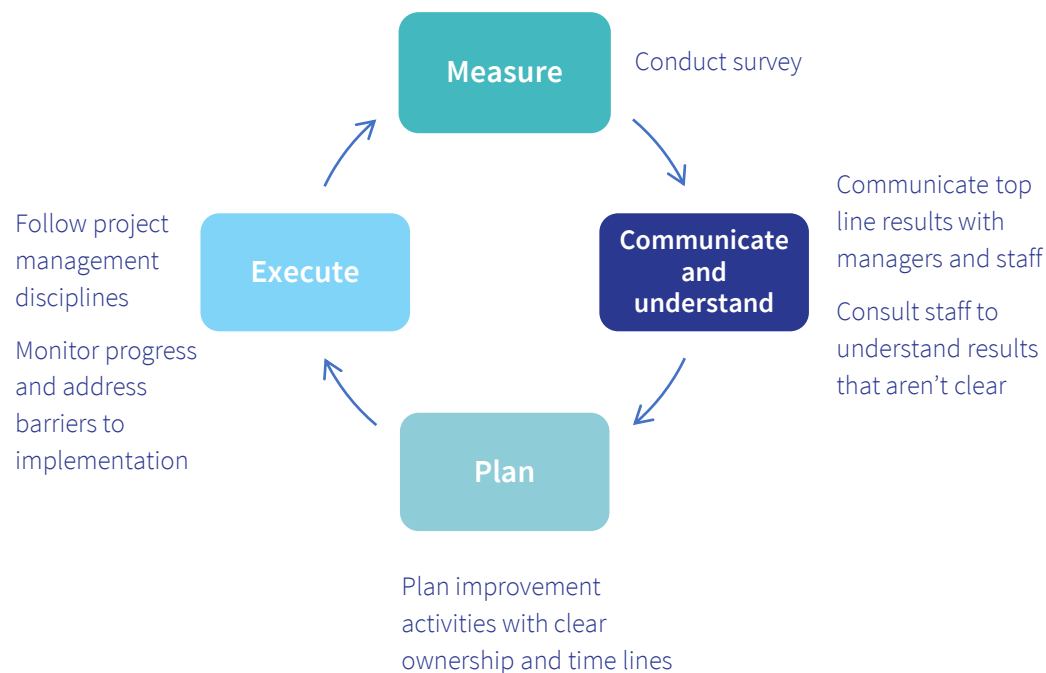 Measure
Conduct survey
Communicate
and
understand
Communicate top
line results with
managers and staff
Consult staff to
understand results
that aren’t clear
Plan
Plan improvement
activities with clear
ownership and time lines
Execute
Follow project
management
disciplines
Monitor progress
and address
barriers to
implementation